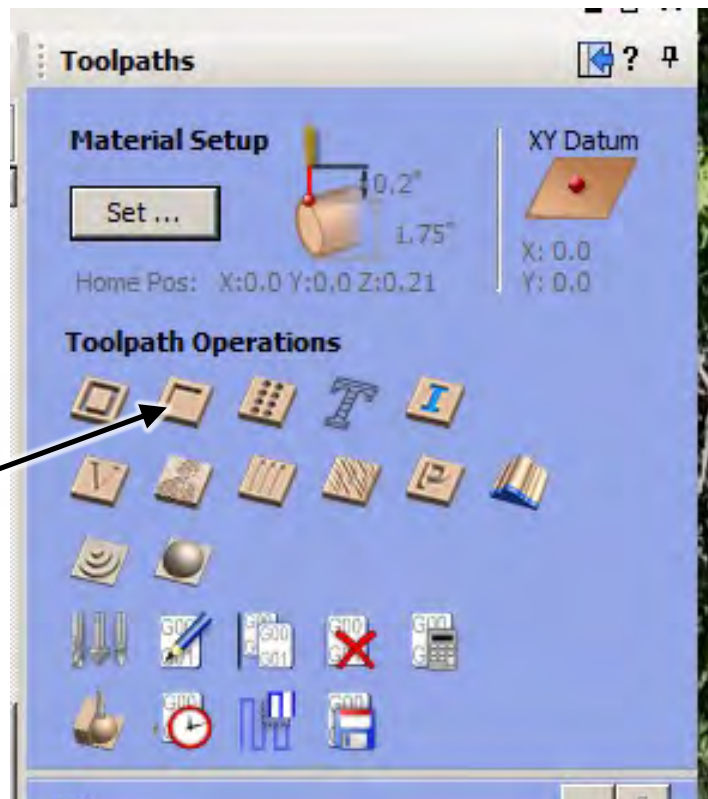 Toolpaths
Material Setup
XY Datum
Set ...
0.2"
1.75"
X: 0.0
Home Pos: X:0.0 Y:0.0 Z:0.21
Y: 0.0
Toolpath Operations